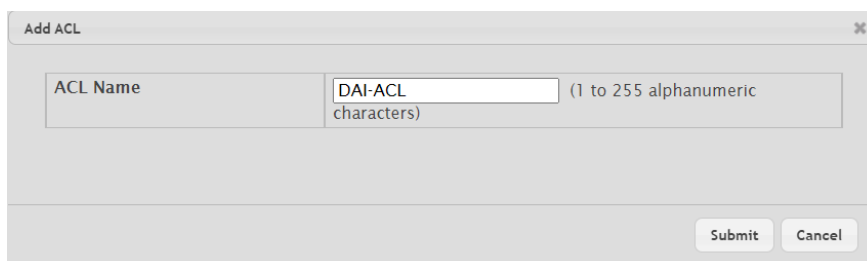 Add ACL
ACL Name
DAI-ACL (1 to 255 alphanumeric
characters)
Submit Cancel